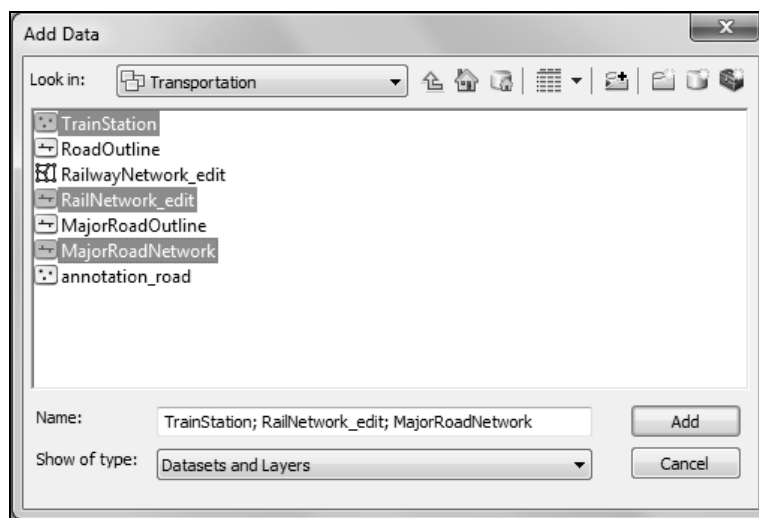 Add Data
Look in: Transportation
TrainStation
RoadOutline
RailwayNetwork_edit
RailNetwork_edit
MajorRoadOutline
MajorRoadNetwork
annotation_road
Name: TrainStation; RailNetwork_edit; MajorRoadNetwork Add
Show of type: Datasets and Layers Cancel